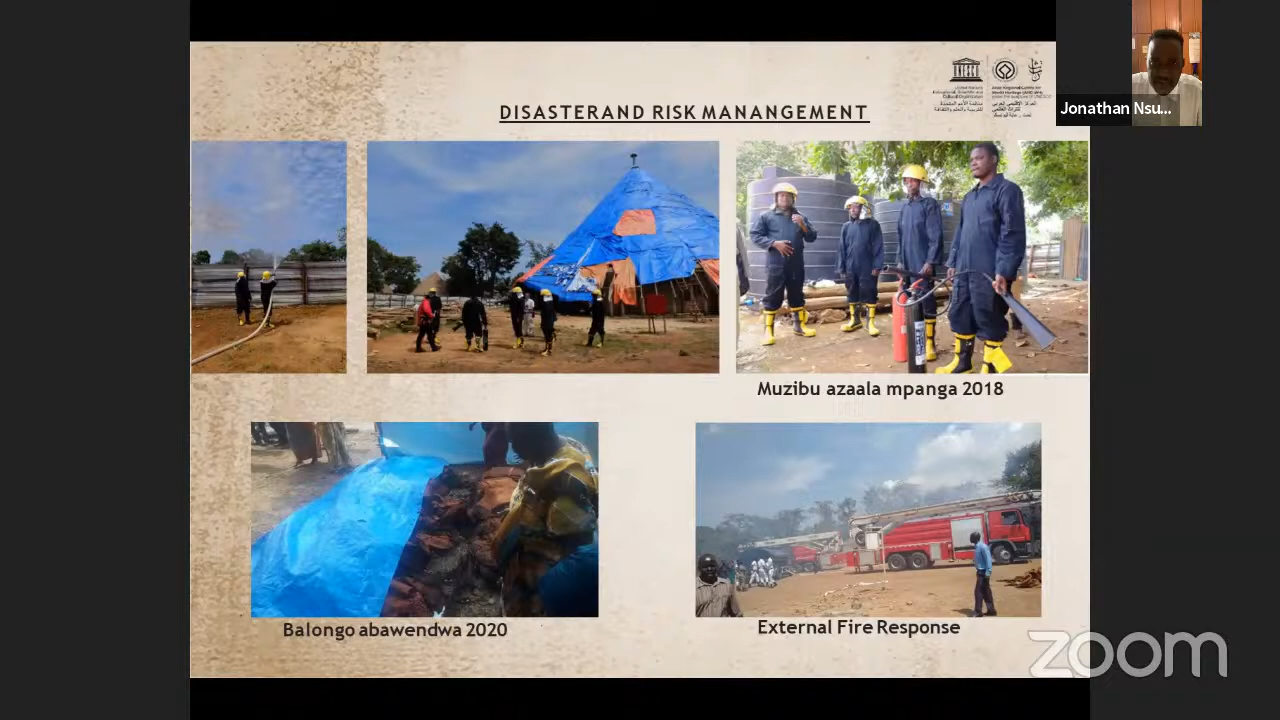 DISASTERAND RISK MANANGEMENT
Jonathan Nsu...
Muzibu azaala mpanga 2018
Balongo abawendwa 2020
External Fire Response
zoom